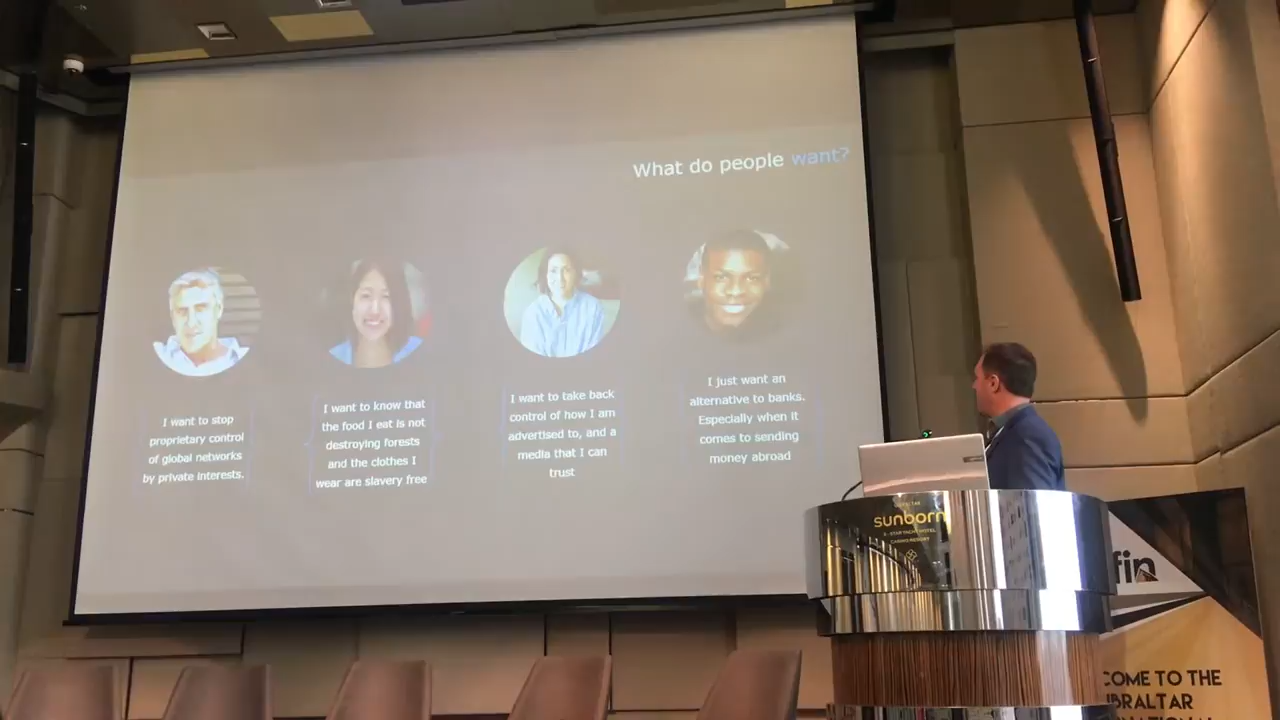 What do people want?
I want to stop
proprietary control
of global networks
by private interests.
I want to know that
the food I eat is not
destroying forests
and the clothes I
wear are slavery free
I want to take back
control of how I am
advertised to, and a
media that I can
trust
I just want an
alternative to banks.
Especially when it
comes to sending
money abroad
sunborn
fin
COME TO THE